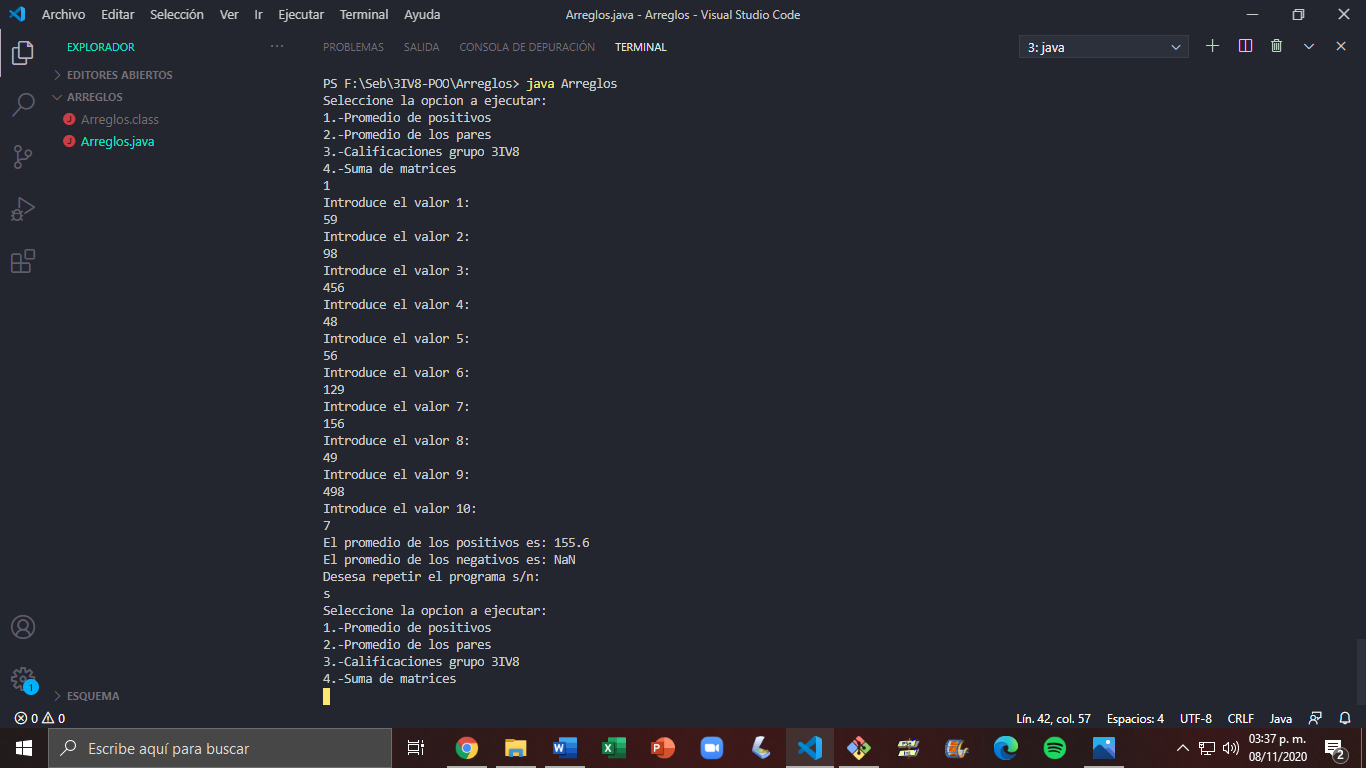 Archivo Editar Selección Ver Ir Ejecutar Terminal Ayuda Arreglos.java - Arreglos - Visual Studio Code
EXPLORADOR ···
EDITORES ABIERTOS
ARREGLOS
J Arreglos.class
J Arreglos.java
ESQUEMA
1
PROBLEMAS SALIDA CONSOLA DE DEPURACIÓN TERMINAL 3: java
PS F:\Seb\3IV8-POO\Arreglos> java Arreglos
Seleccione la opcion a ejecutar:
1.-Promedio de positivos
2.-Promedio de los pares
3.-Calificaciones grupo 3IV8
4.-Suma de matrices
1
Introduce el valor 1:
59
Introduce el valor 2:
98
Introduce el valor 3:
456
Introduce el valor 4:
48
Introduce el valor 5:
56
Introduce el valor 6:
129
Introduce el valor 7:
156
Introduce el valor 8:
49
Introduce el valor 9:
498
Introduce el valor 10:
7
El promedio de los positivos es: 155.6
El promedio de los negativos es: NaN
Desesa repetir el programa s/n:
s
Seleccione la opcion a ejecutar:
1.-Promedio de positivos
2.-Promedio de los pares
3.-Calificaciones grupo 3IV8
4.-Suma de matrices
0 0 Lín. 42, col. 57 Espacios: 4 UTF-8 CRLF Java
Escribe aquí para buscar
03:37 p. m.
08/11/2020
2